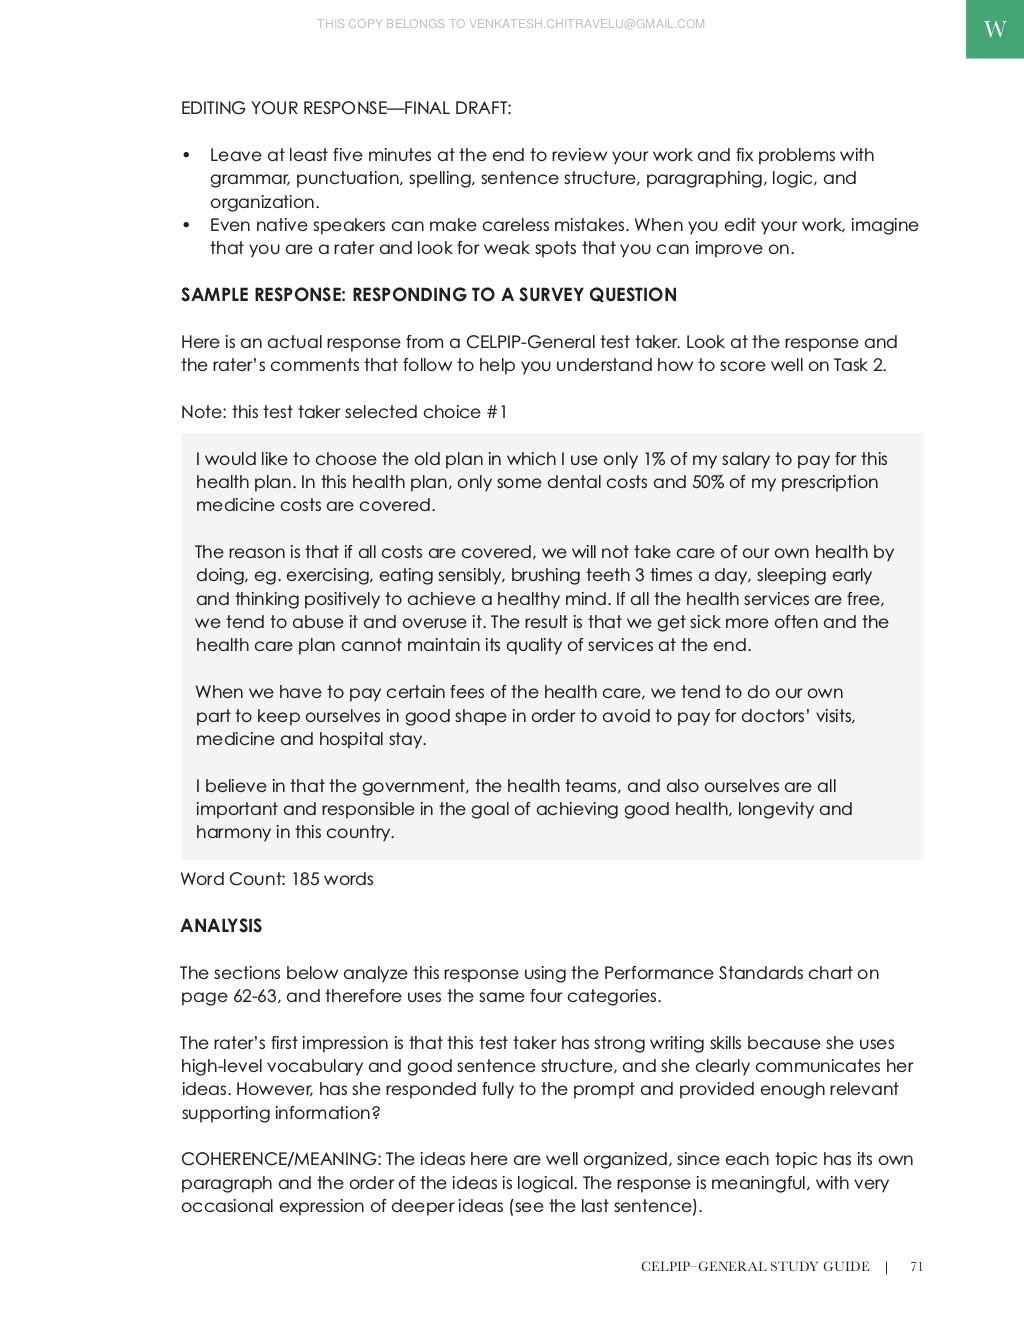 THIS COPY BELONGS TO VENKATESH.CHITRAVELU@GMAIL.COM
W
EDITING YOUR RESPONSE—FINAL DRAFT:
• Leave at least five minutes at the end to review your work and fix problems with
grammar, punctuation, spelling, sentence structure, paragraphing, logic, and
organization.
• Even native speakers can make careless mistakes. When you edit your work, imagine
that you are a rater and look for weak spots that you can improve on.
SAMPLE RESPONSE: RESPONDING TO A SURVEY QUESTION
Here is an actual response from a CELPIP-General test taker. Look at the response and
the rater’s comments that follow to help you understand how to score well on Task 2.
Note: this test taker selected choice #1
I would like to choose the old plan in which I use only 1% of my salary to pay for this
health plan. In this health plan, only some dental costs and 50% of my prescription
medicine costs are covered.
The reason is that if all costs are covered, we will not take care of our own health by
doing, eg. exercising, eating sensibly, brushing teeth 3 times a day, sleeping early
and thinking positively to achieve a healthy mind. If all the health services are free,
we tend to abuse it and overuse it. The result is that we get sick more often and the
health care plan cannot maintain its quality of services at the end.
When we have to pay certain fees of the health care, we tend to do our own
part to keep ourselves in good shape in order to avoid to pay for doctors’ visits,
medicine and hospital stay.
I believe in that the government, the health teams, and also ourselves are all
important and responsible in the goal of achieving good health, longevity and
harmony in this country.
Word Count: 185 words
ANALYSIS
The sections below analyze this response using the Performance Standards chart on
page 62-63, and therefore uses the same four categories.
The rater’s first impression is that this test taker has strong writing skills because she uses
high-level vocabulary and good sentence structure, and she clearly communicates her
ideas. However, has she responded fully to the prompt and provided enough relevant
supporting information?
COHERENCE/MEANING: The ideas here are well organized, since each topic has its own
paragraph and the order of the ideas is logical. The response is meaningful, with very
occasional expression of deeper ideas (see the last sentence).
CELPIP–GENERAL STUDY GUIDE | 71